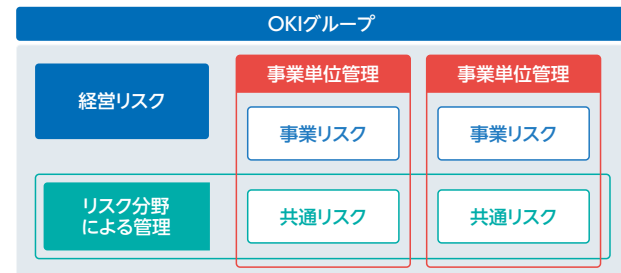 OKIグループ
経営リスク
事業単位管理
事業単位管理
事業リスク
事業リスク
リスク分野
による管理
共通リスク
共通リスク